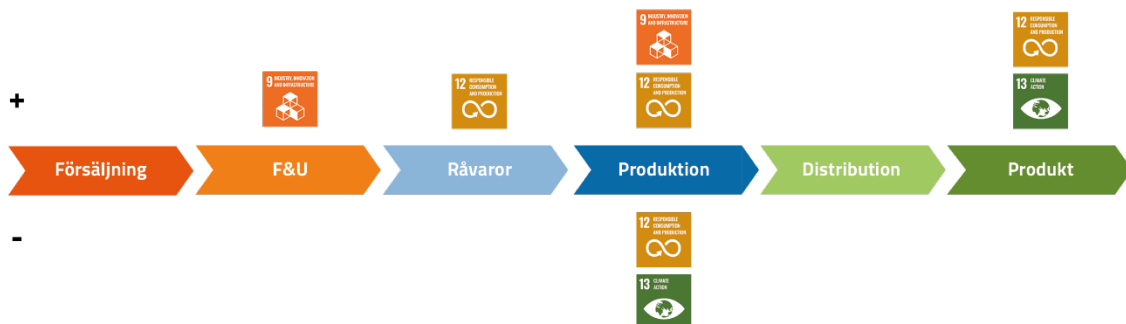 9 INDUSTRY, INNOVATION
AND INFRASTRUCTURE
12 RESPONSIBLE
CONSUMPTION
AND PRODUCTION
9 INDUSTRY, INNOVATION
AND INFRASTRUCTURE
12 RESPONSIBLE
CONSUMPTION
AND PRODUCTION
12 RESPONSIBLE
CONSUMPTION
AND PRODUCTION
13 CLIMATE
ACTION
+
Försäljning
F&U
Råvaror
Produktion
Distribution
Produkt
-
12 RESPONSIBLE
CONSUMPTION
AND PRODUCTION
13 CLIMATE
ACTION